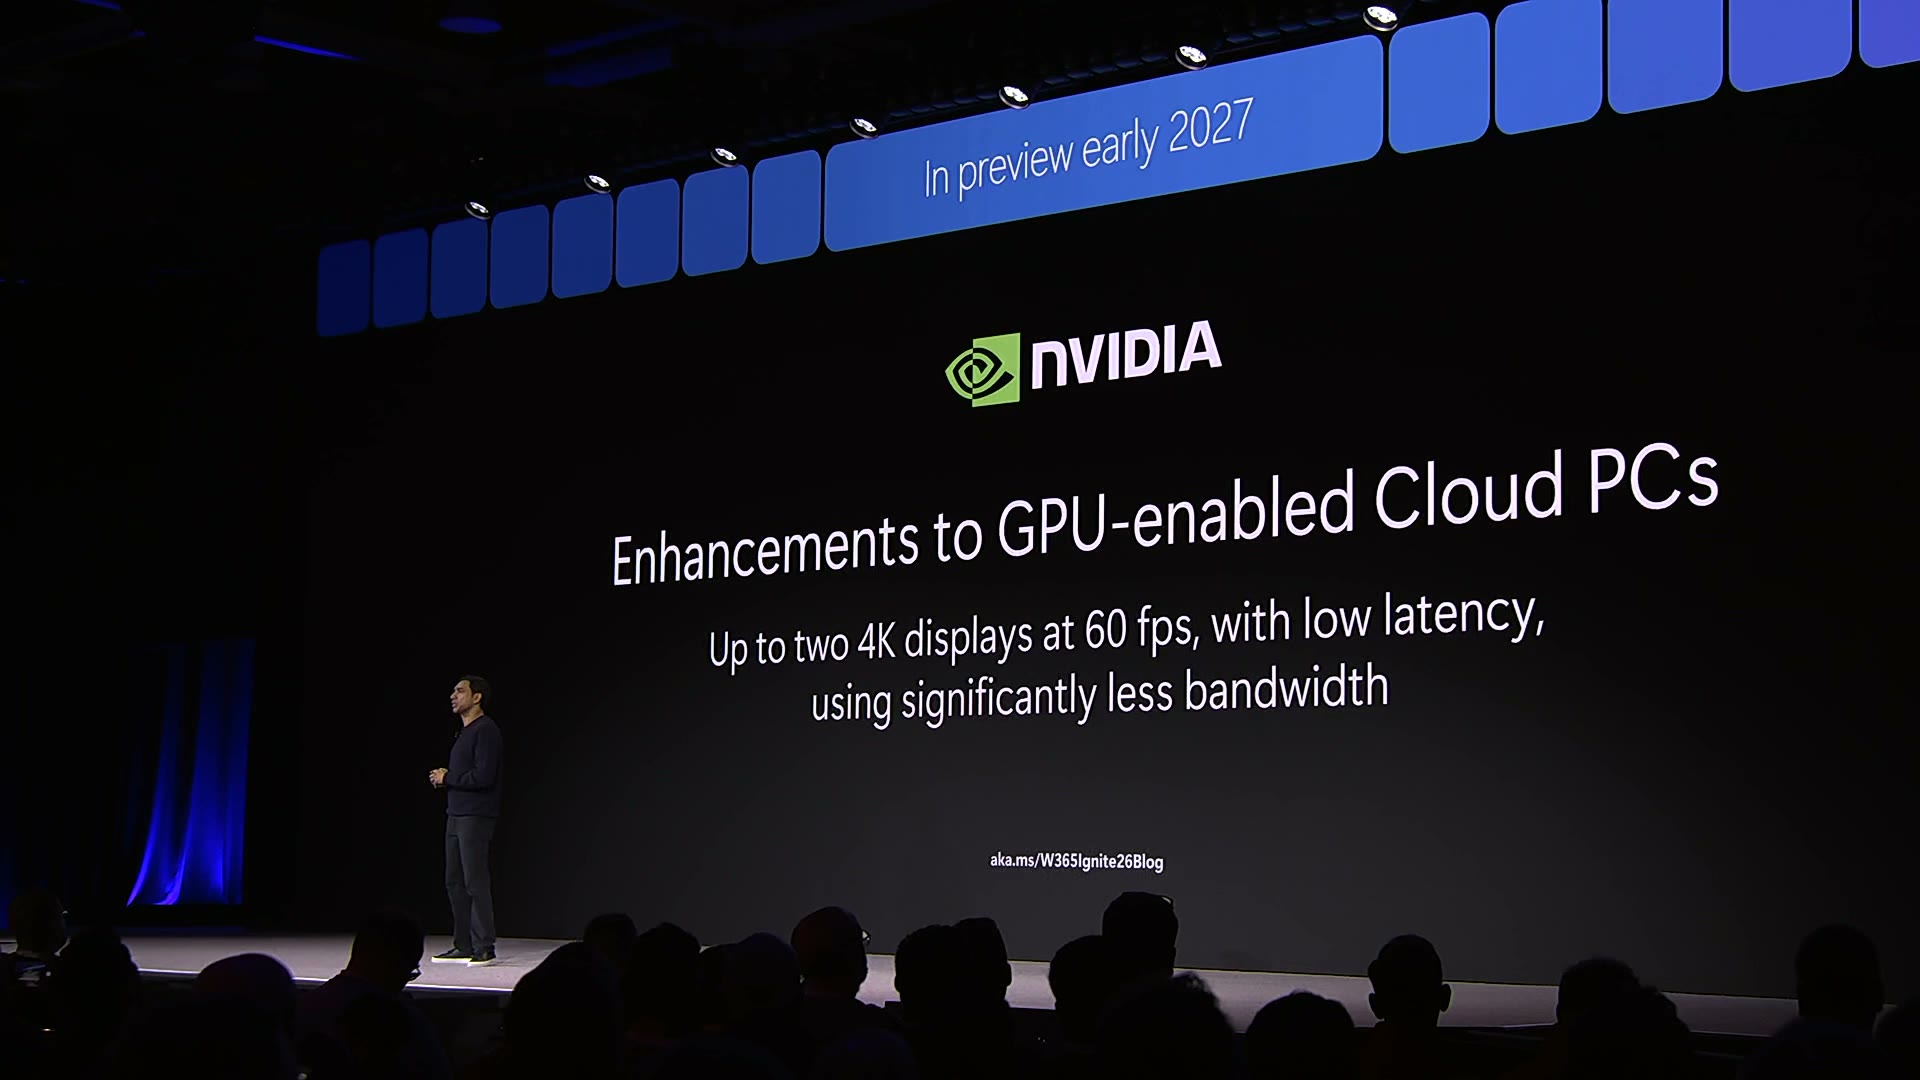 In preview early 2027
NVIDIA
Enhancements to GPU-enabled Cloud PCs
Up to two 4K displays at 60 fps, with low latency,
using significantly less bandwidth
aka.ms/W365Ignite26Blog